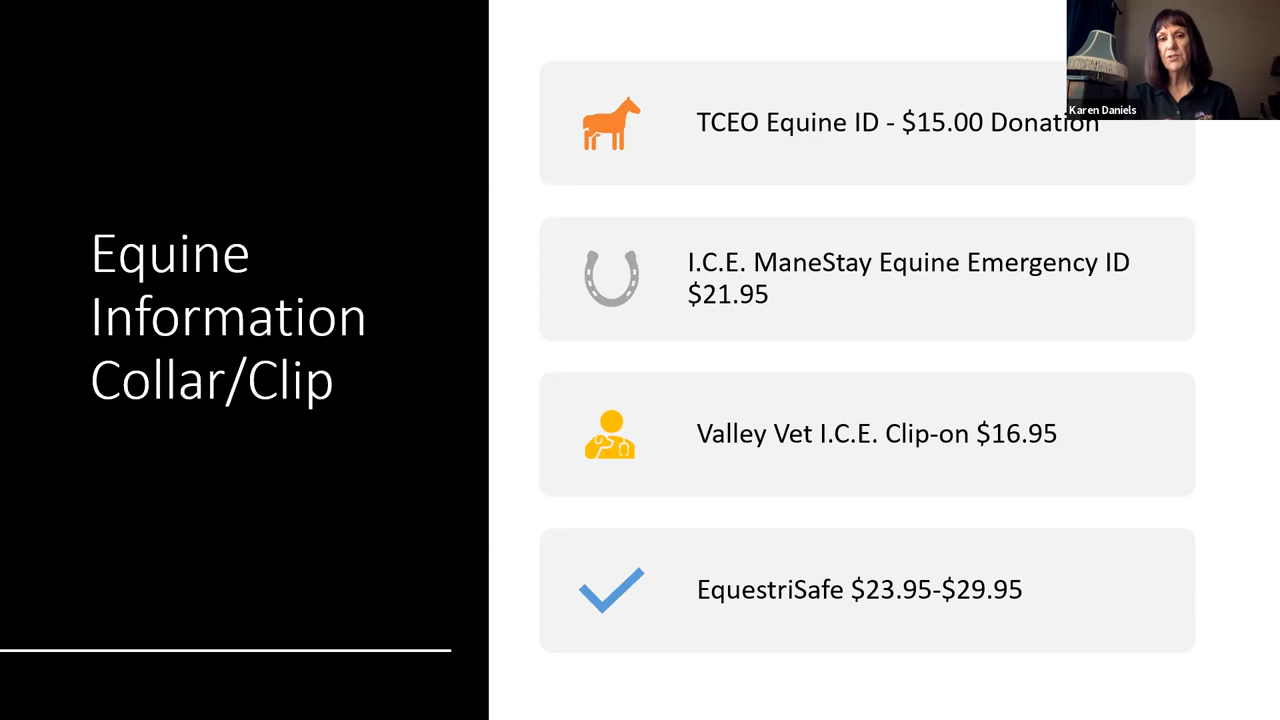 Equine
Information
Collar/Clip
TCEO Equine ID - $15.00 Donation
I.C.E. ManeStay Equine Emergency ID
$21.95
Valley Vet I.C.E. Clip-on $16.95
EquestriSafe $23.95-$29.95
Karen Daniels